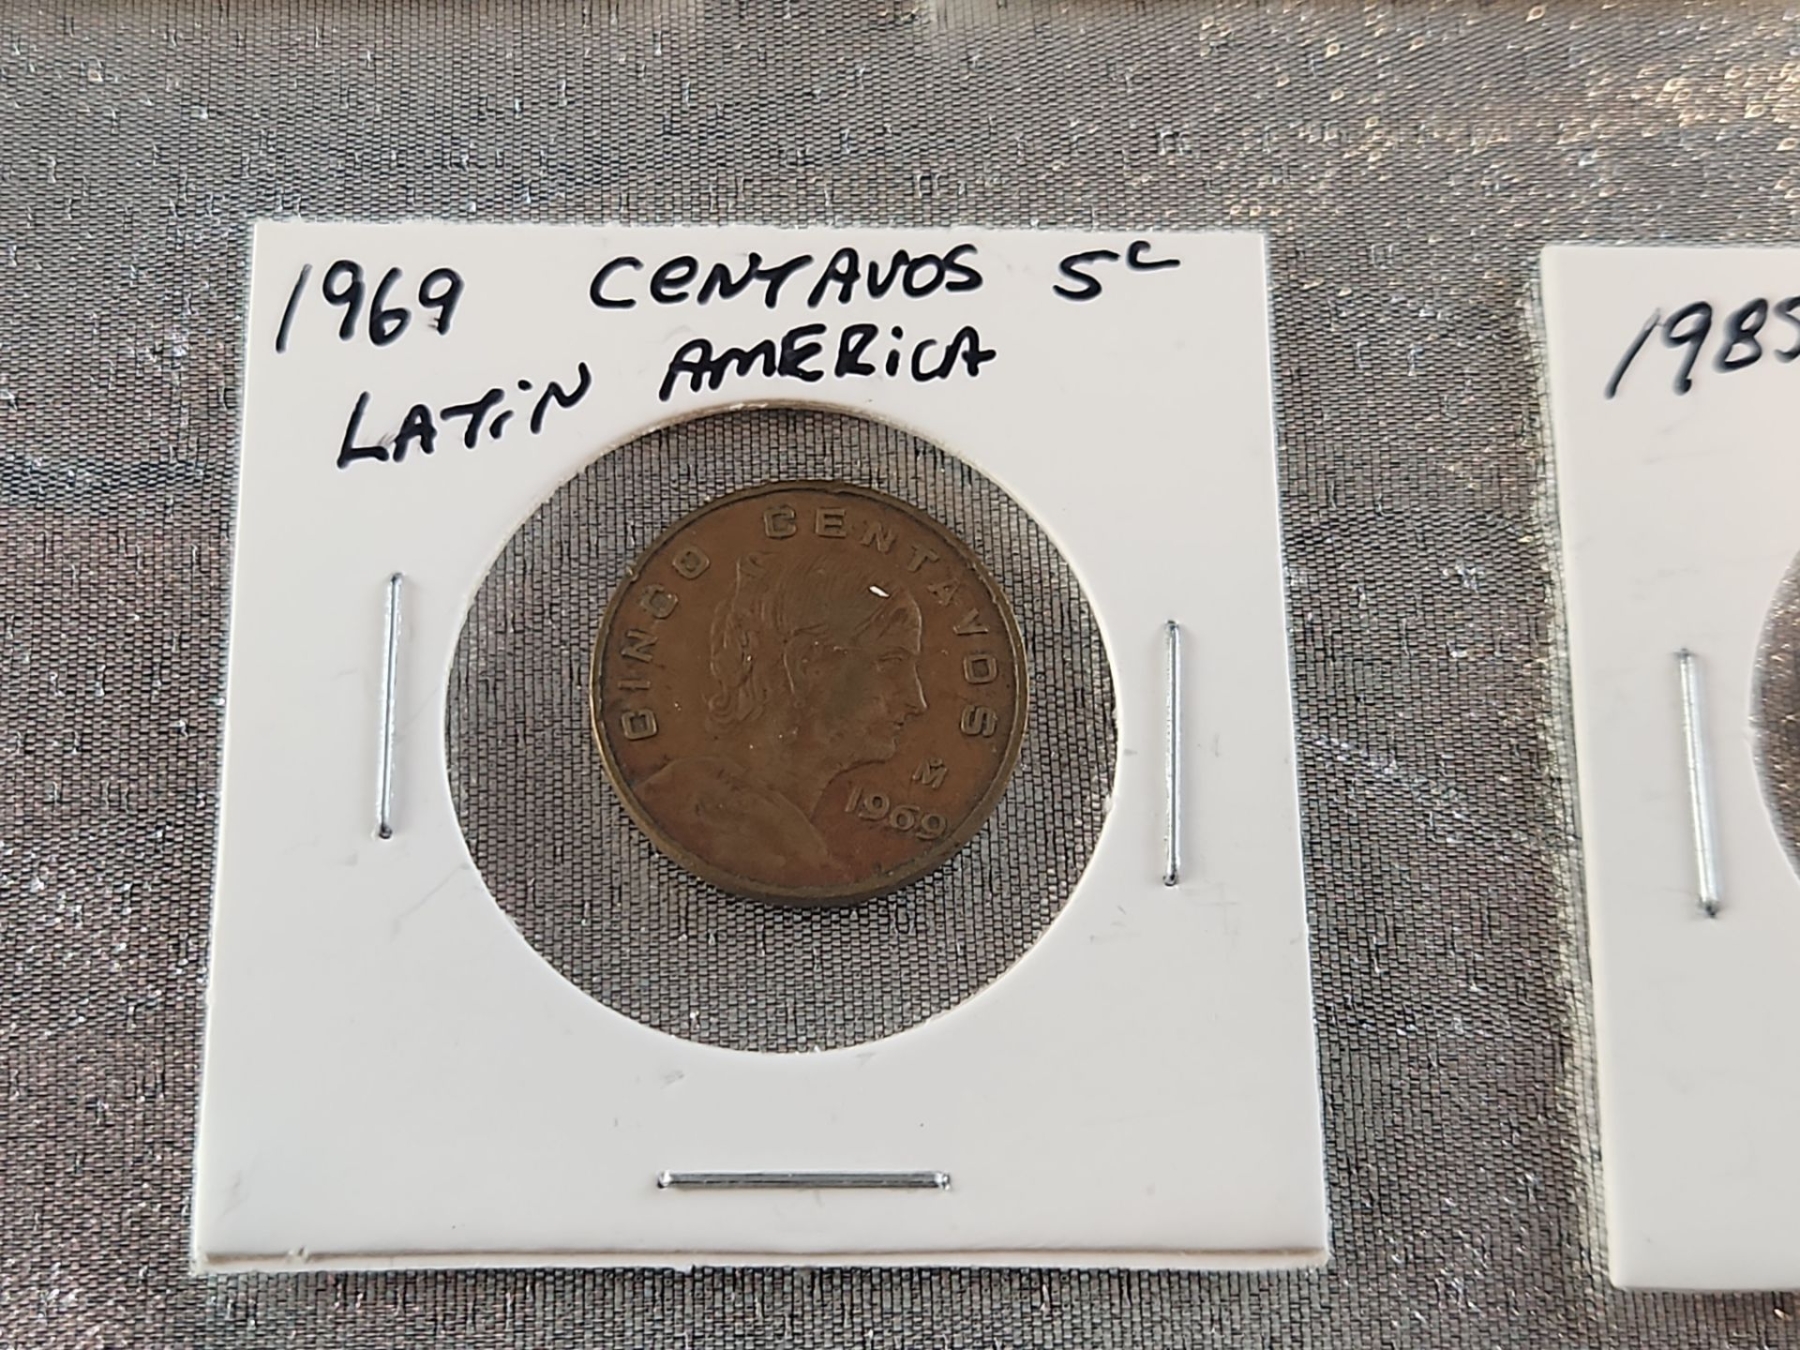 1969 CENTAVOS 5c
LATIN AMERICA
CINCO CENTAVOS
M
1969
1985